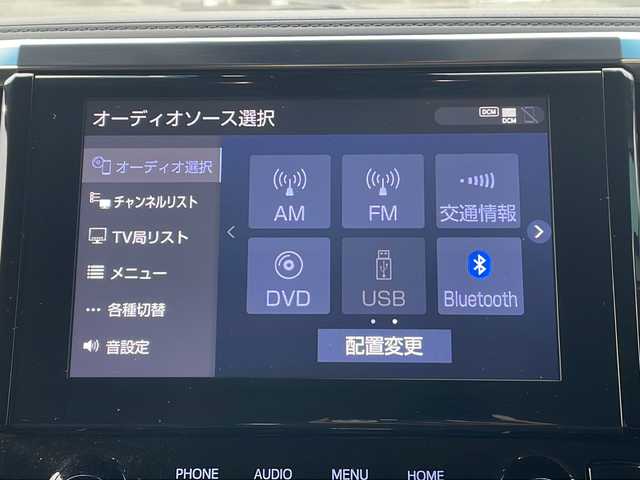 オーディオソース選択
DCM
DCM
オーディオ選択
チャンネルリスト
TV局リスト
メニュー
各種切替
音設定
AM
FM
交通情報
DVD
USB
Bluetooth
配置変更
PHONE
AUDIO
MENU
HOME